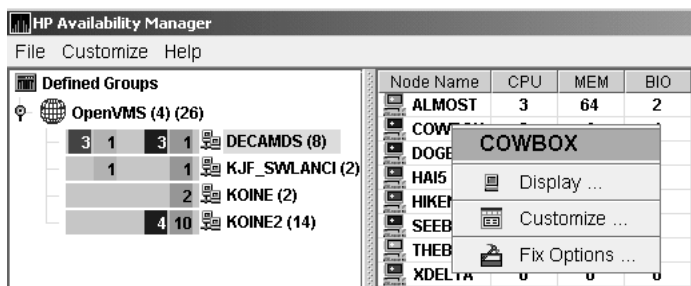 HP Availability Manager
File Customize Help
Defined Groups
OpenVMS (4) (26)
3 1 3 1 DECAMDS (8)
1 1 KJF_SWLANCI (2)
2 KOINE (2)
4 10 KOINE2 (14)
Node Name CPU MEM BIO
ALMOST 3 64 2
COWBOX
HAI5
XDELTA 0 0 0
COWBOX
Display ...
Customize ...
Fix Options ...